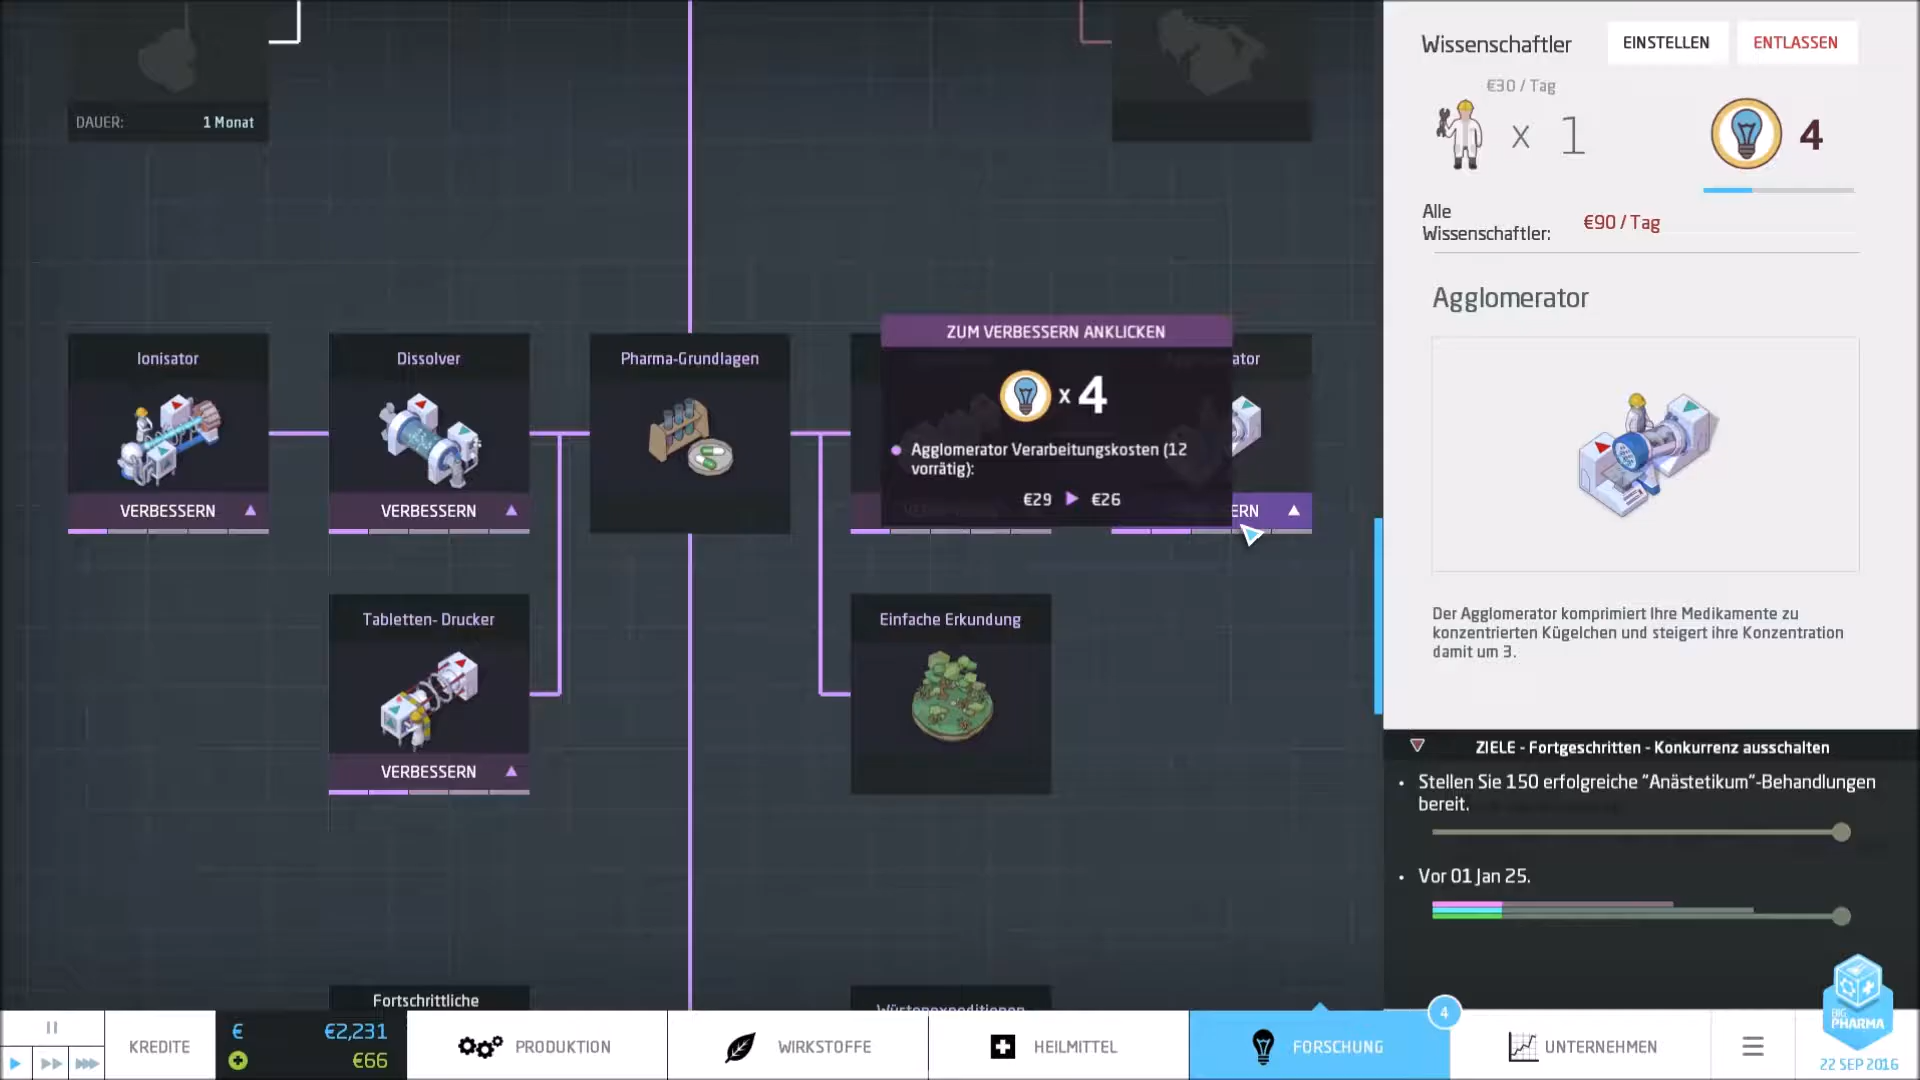 DAUER: 1 Monat
Ionisator
Dissolver
Pharma-Grundlagen
ator
VERBESSERN
VERBESSERN
ERN
ZUM VERBESSERN ANKLICKEN
x 4
Agglomerator Verarbeitungskosten (12
vorrätig):
€29 €26
Tabletten- Drucker
VERBESSERN
Einfache Erkundung
Fortschrittliche
Wissenschaftler
EINSTELLEN
ENTLASSEN
€30 / Tag
x 1
4
Alle
Wissenschaftler:
€90 / Tag
Agglomerator
Der Agglomerator komprimiert Ihre Medikamente zu
konzentrierten Kügelchen und steigert ihre Konzentration
damit um 3.
ZIELE - Fortgeschritten - Konkurrenz ausschalten
Stellen Sie 150 erfolgreiche "Anästetikum"-Behandlungen
bereit.
Vor 01 Jan 25.
KREDITE
€ €2,231
€66
PRODUKTION
WIRKSTOFFE
HEILMITTEL
FORSCHUNG
4
UNTERNEHMEN
BIG
PHARMA
22 SEP 2016